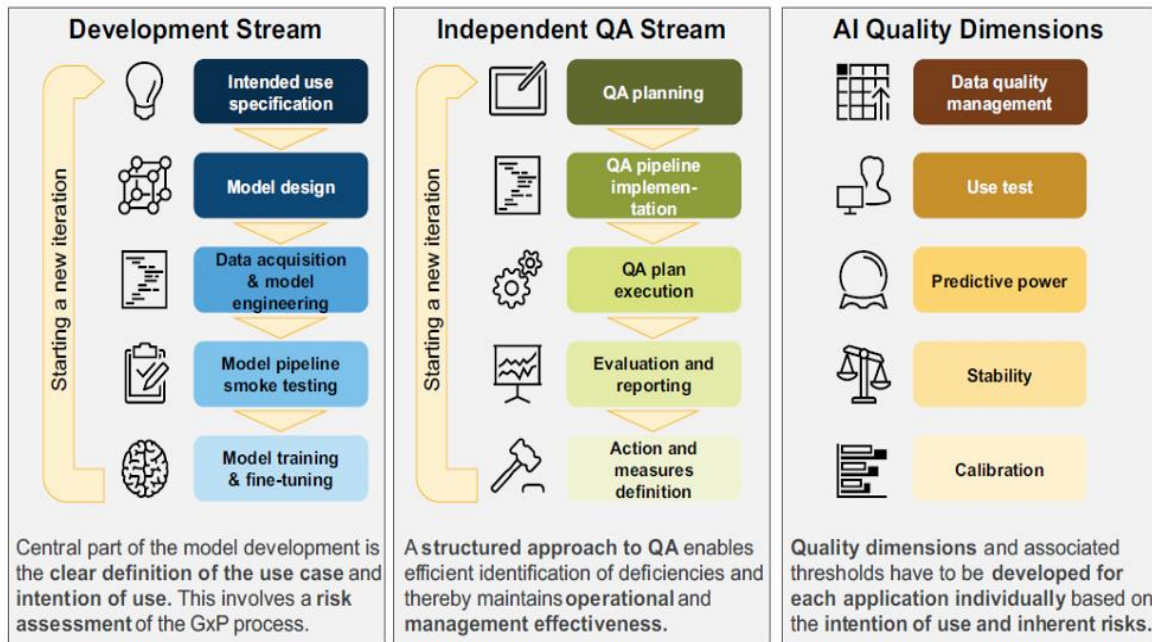 Development Stream
Starting a new iteration
Intended use
specification
Model design
Data acquisition
& model
engineering
Model pipeline
smoke testing
Model training
& fine-tuning
Central part of the model development is
the clear definition of the use case and
intention of use. This involves a risk
assessment of the GxP process.
Independent QA Stream
Starting a new iteration
QA planning
QA pipeline
implemen-
tation
QA plan
execution
Evaluation and
reporting
Action and
measures
definition
A structured approach to QA enables
efficient identification of deficiencies and
thereby maintains operational and
management effectiveness.
AI Quality Dimensions
Data quality
management
Use test
Predictive power
Stability
Calibration
Quality dimensions and associated
thresholds have to be developed for
each application individually based on
the intention of use and inherent risks.